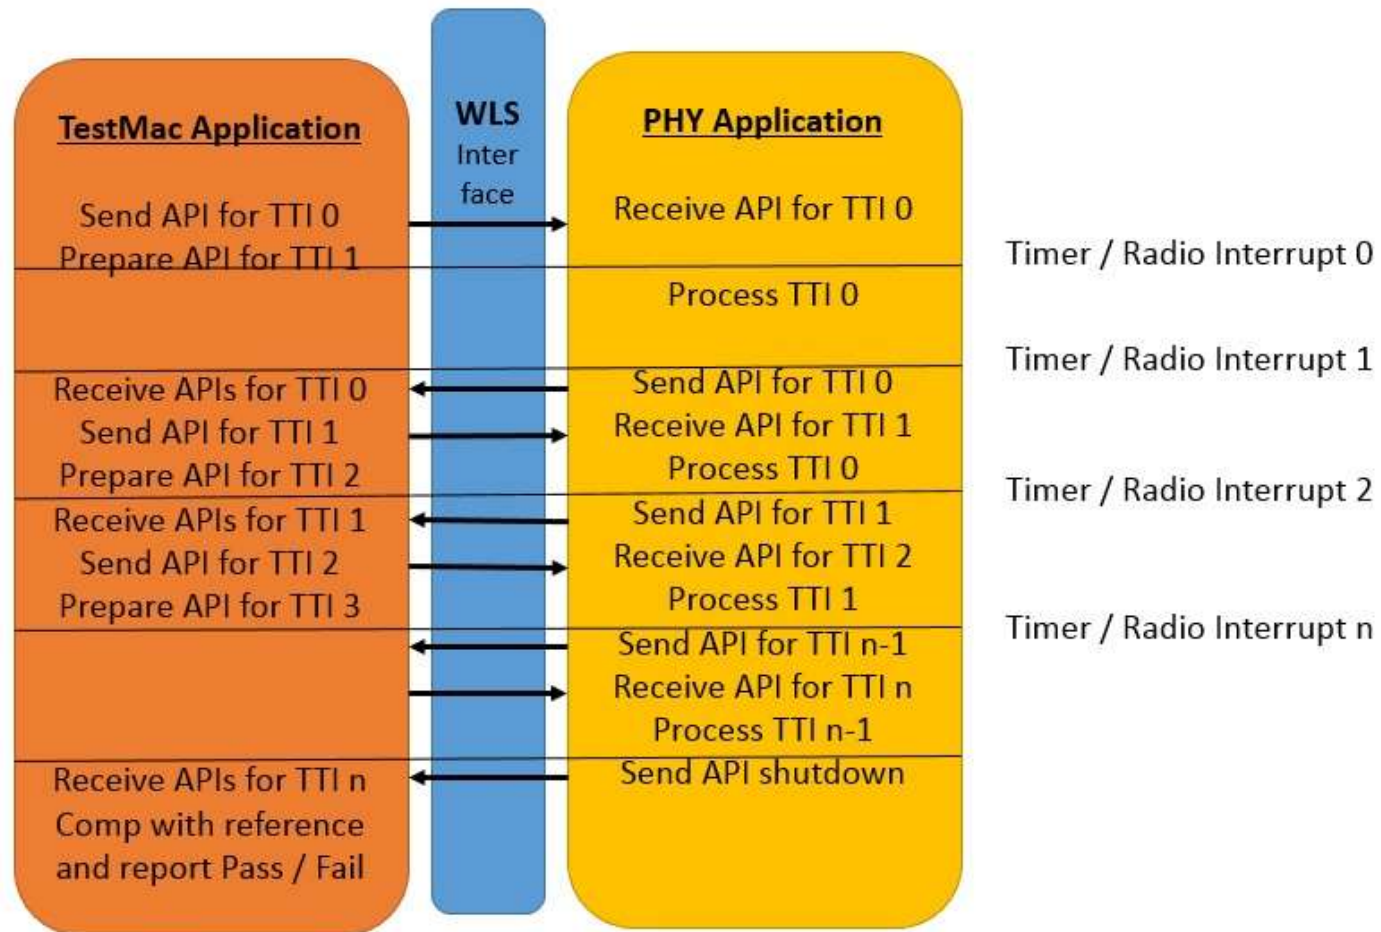 TestMac Application
Send API for TTI 0
Prepare API for TTI 1
Receive APIs for TTI 0
Send API for TTI 1
Prepare API for TTI 2
Receive APIs for TTI 1
Send API for TTI 2
Prepare API for TTI 3
Receive APIs for TTI n
Comp with reference
and report Pass / Fail
WLS
Inter
face
PHY Application
Receive API for TTI 0
Process TTI 0
Send API for TTI 0
Receive API for TTI 1
Process TTI 0
Send API for TTI 1
Receive API for TTI 2
Process TTI 1
Send API for TTI n-1
Receive API for TTI n
Process TTI n-1
Send API shutdown
Timer / Radio Interrupt 0
Timer / Radio Interrupt 1
Timer / Radio Interrupt 2
Timer / Radio Interrupt n